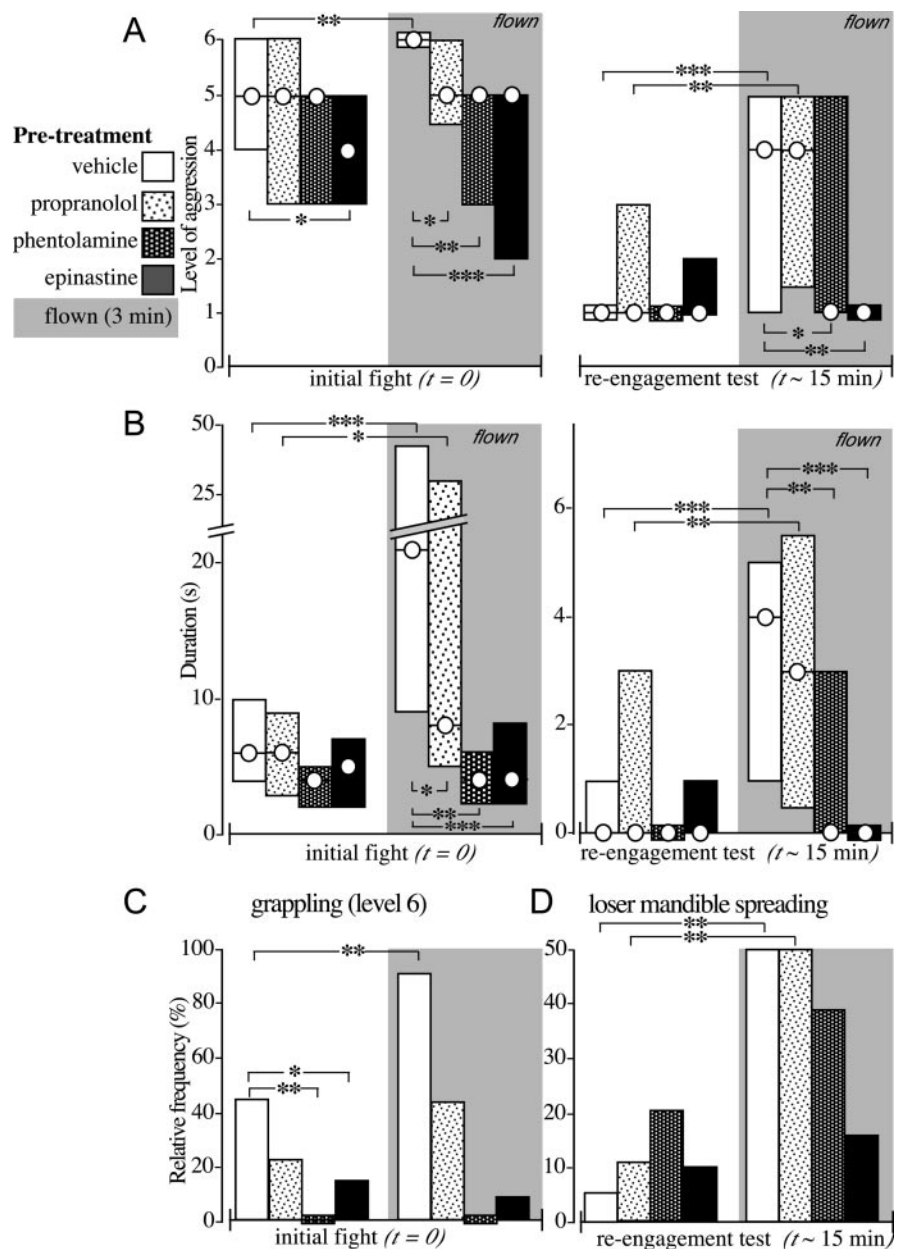 A
flown
flown
**
***
**
6
5
4
3
2
1
0
Level of aggression
Pre-treatment
vehicle
propranolol
phentolamine
epinastine
flown (3 min)
*
*
**
***
*
**
initial fight (t = 0)
re-engagement test (t ~ 15 min)
B
flown
flown
***
*
***
**
***
**
50
25
20
10
0
Duration (s)
6
4
2
0
*
**
***
initial fight (t = 0)
re-engagement test (t ~ 15 min)
C grappling (level 6)
D loser mandible spreading
**
**
**
100
80
60
40
20
0
Relative frequency (%)
*
**
50
40
30
20
10
0
initial fight (t = 0)
re-engagement test (t ~ 15 min)